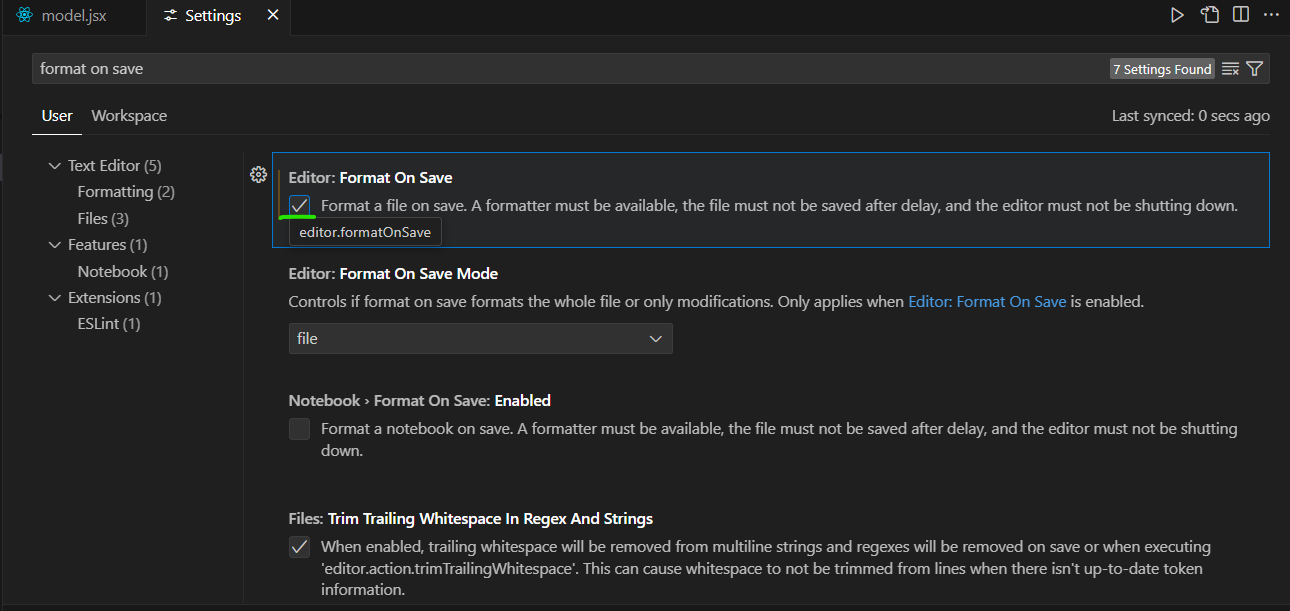 model.jsx
Settings
format on save
7 Settings Found
User
Workspace
Last synced: 0 secs ago
Text Editor (5)
Formatting (2)
Files (3)
Features (1)
Notebook (1)
Extensions (1)
ESLint (1)
Editor: Format On Save
Format a file on save. A formatter must be available, the file must not be saved after delay, and the editor must not be shutting down.
editor.formatOnSave
Editor: Format On Save Mode
Controls if format on save formats the whole file or only modifications. Only applies when Editor: Format On Save is enabled.
file
Notebook › Format On Save: Enabled
Format a notebook on save. A formatter must be available, the file must not be saved after delay, and the editor must not be shutting
down.
Files: Trim Trailing Whitespace In Regex And Strings
When enabled, trailing whitespace will be removed from multiline strings and regexes will be removed on save or when executing
'editor.action.trimTrailingWhitespace'. This can cause whitespace to not be trimmed from lines when there isn't up-to-date token
information.